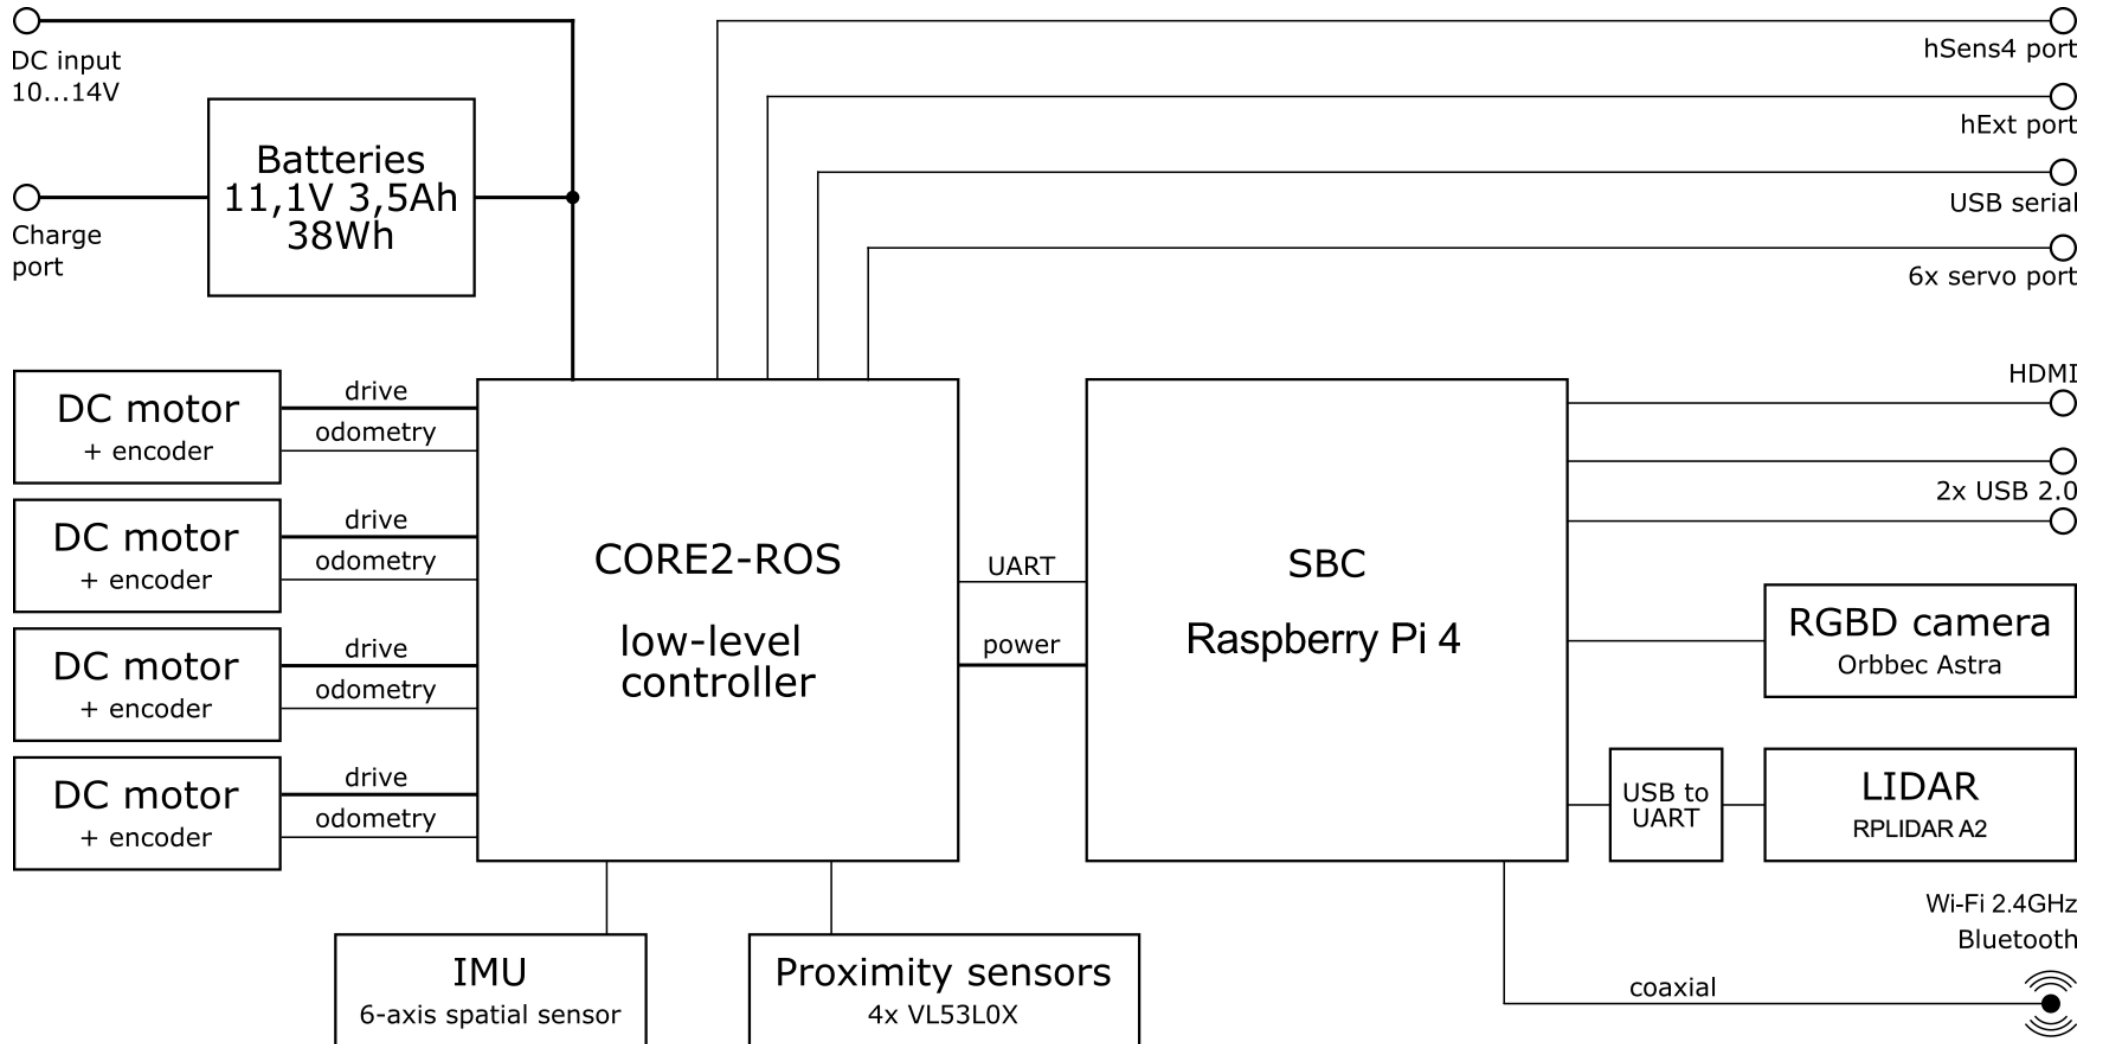 DC input
10...14V
Batteries
11,1V 3,5Ah
38Wh
Charge
port
hSens4 port
hExt port
USB serial
6x servo port
DC motor
+ encoder
drive
odometry
DC motor
+ encoder
drive
odometry
DC motor
+ encoder
drive
odometry
DC motor
+ encoder
drive
odometry
CORE2-ROS
low-level
controller
UART
power
SBC
Raspberry Pi 4
HDMI
2x USB 2.0
RGBD camera
Orbbec Astra
USB to
UART
LIDAR
RPLIDAR A2
Wi-Fi 2.4GHz
Bluetooth
coaxial
IMU
6-axis spatial sensor
Proximity sensors
4x VL53L0X